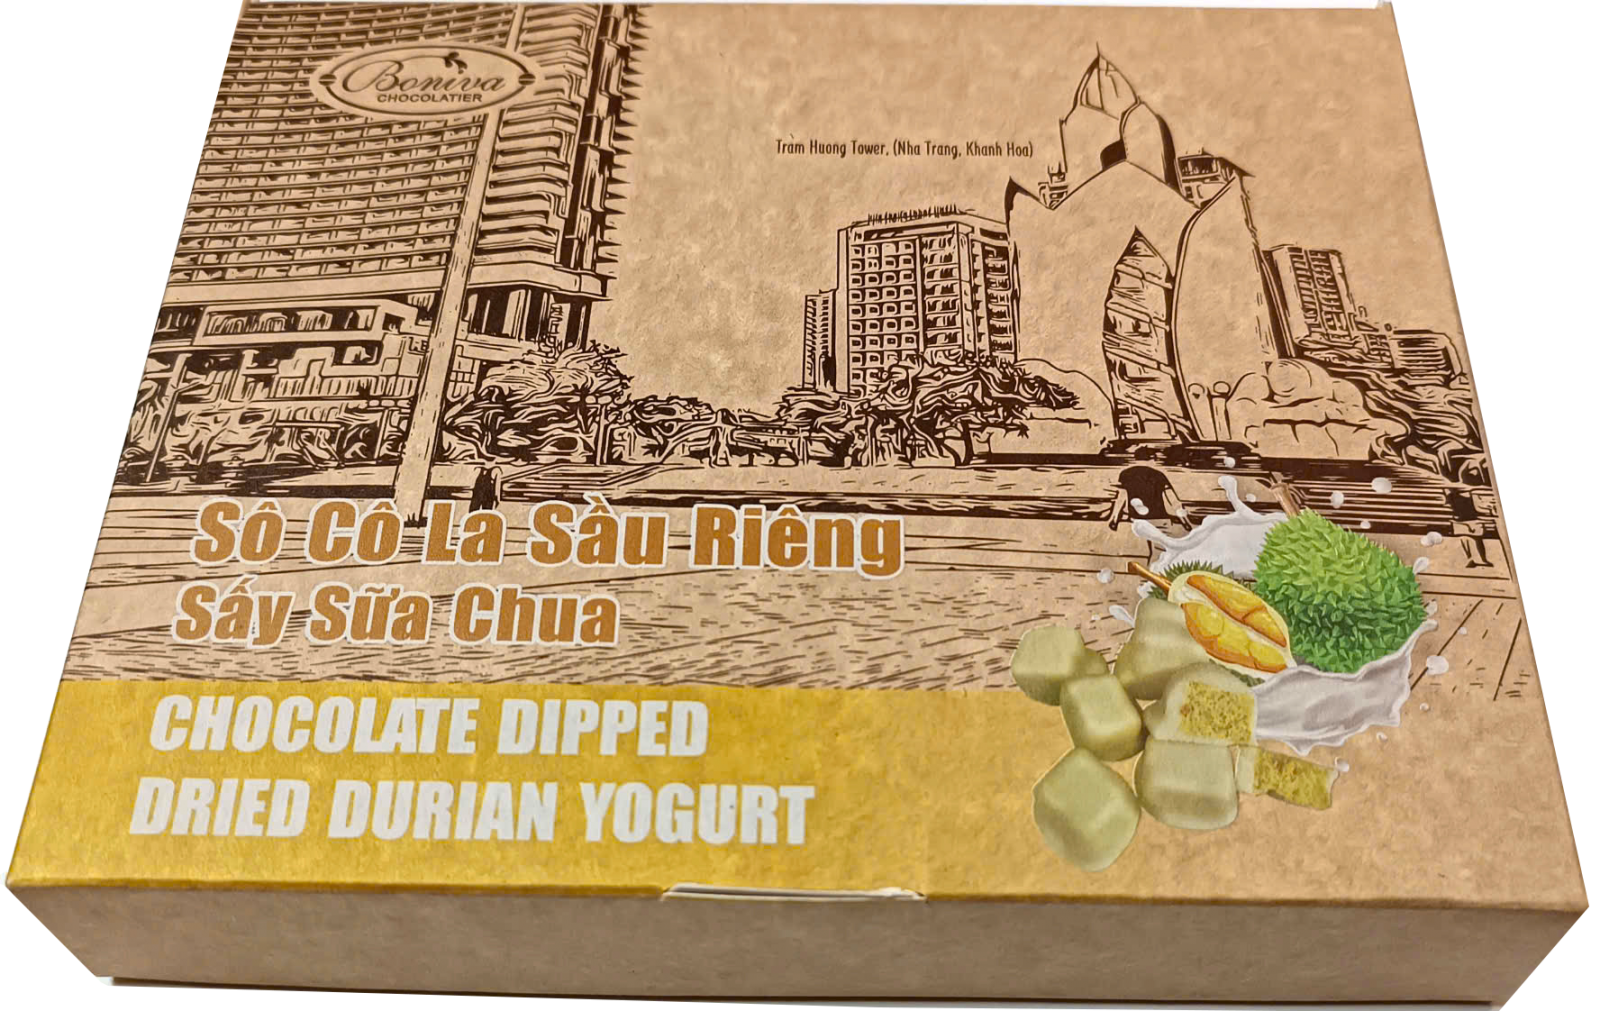 Boniva
CHOCOLATIER
Tràm Huong Tower, (Nha Trang, Khanh Hoa)
Sô Cô La Sầu Riêng
Sấy Sữa Chua
CHOCOLATE DIPPED
DRIED DURIAN YOGURT